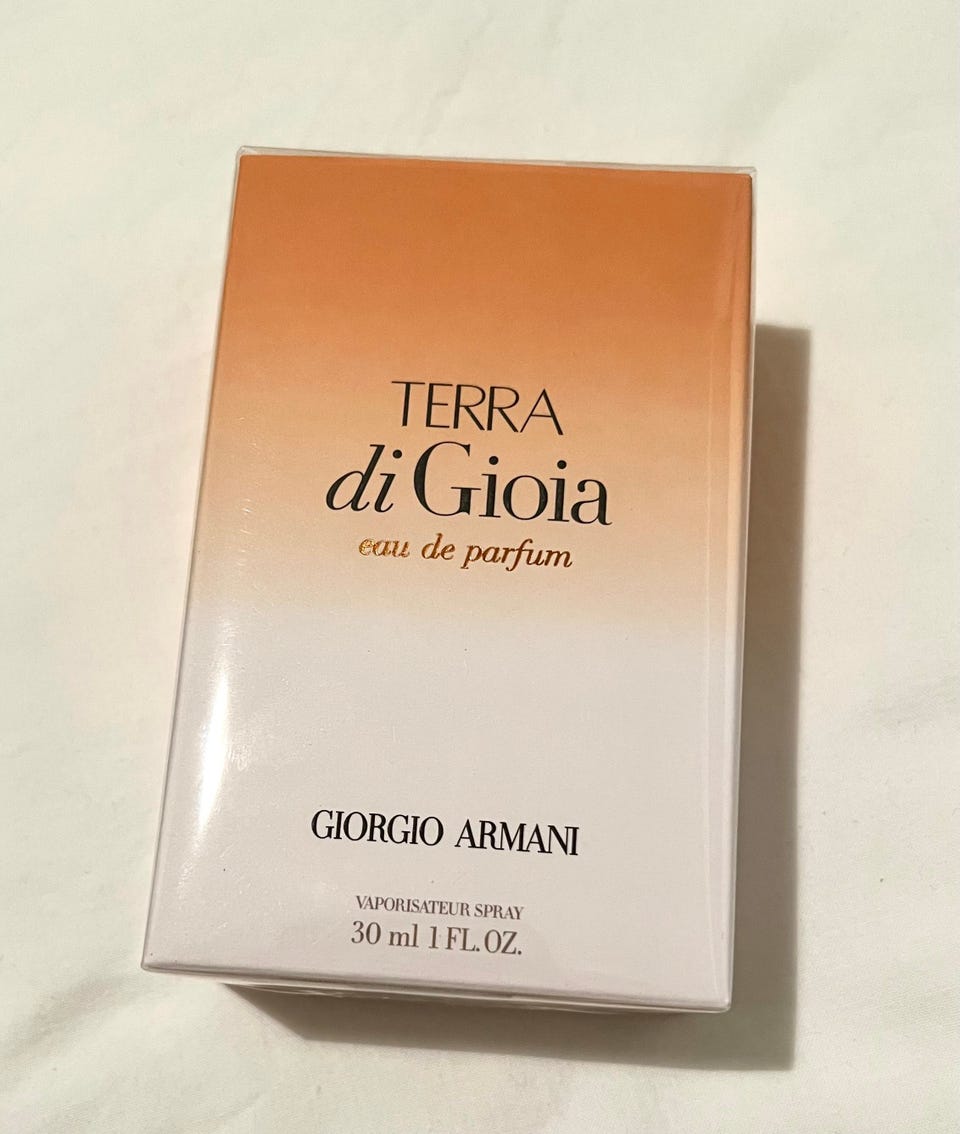 TERRA
di Gioia
eau de parfum
GIORGIO ARMANI
VAPORISATEUR SPRAY
30 ml 1 FL. OZ.